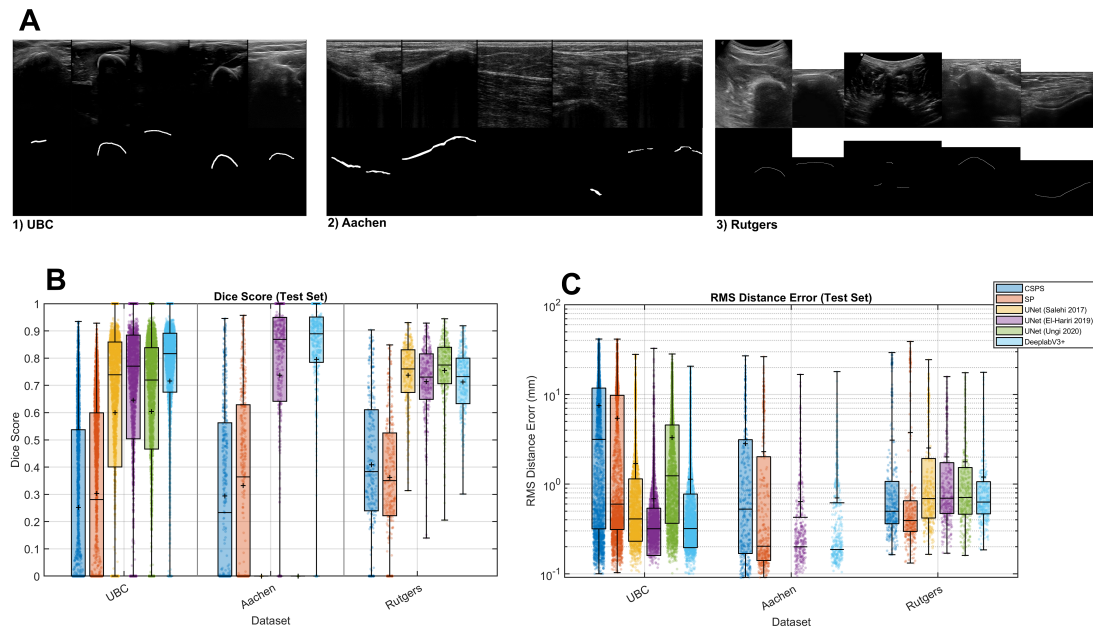 A
1) UBC
2) Aachen
3) Rutgers
B
Dice Score (Test Set)
1
0.9
0.8
0.7
0.6
0.5
0.4
0.3
0.2
0.1
0
Dice Score
UBC
Aachen
Rutgers
Dataset
C
RMS Distance Error (Test Set)
10²
10¹
10⁰
10⁻¹
RMS Distance Erorr (mm)
UBC
Aachen
Rutgers
Dataset
CSPS
SP
UNet (Salehi 2017)
UNet (El-Hariri 2019)
UNet (Ungi 2020)
DeeplabV3+